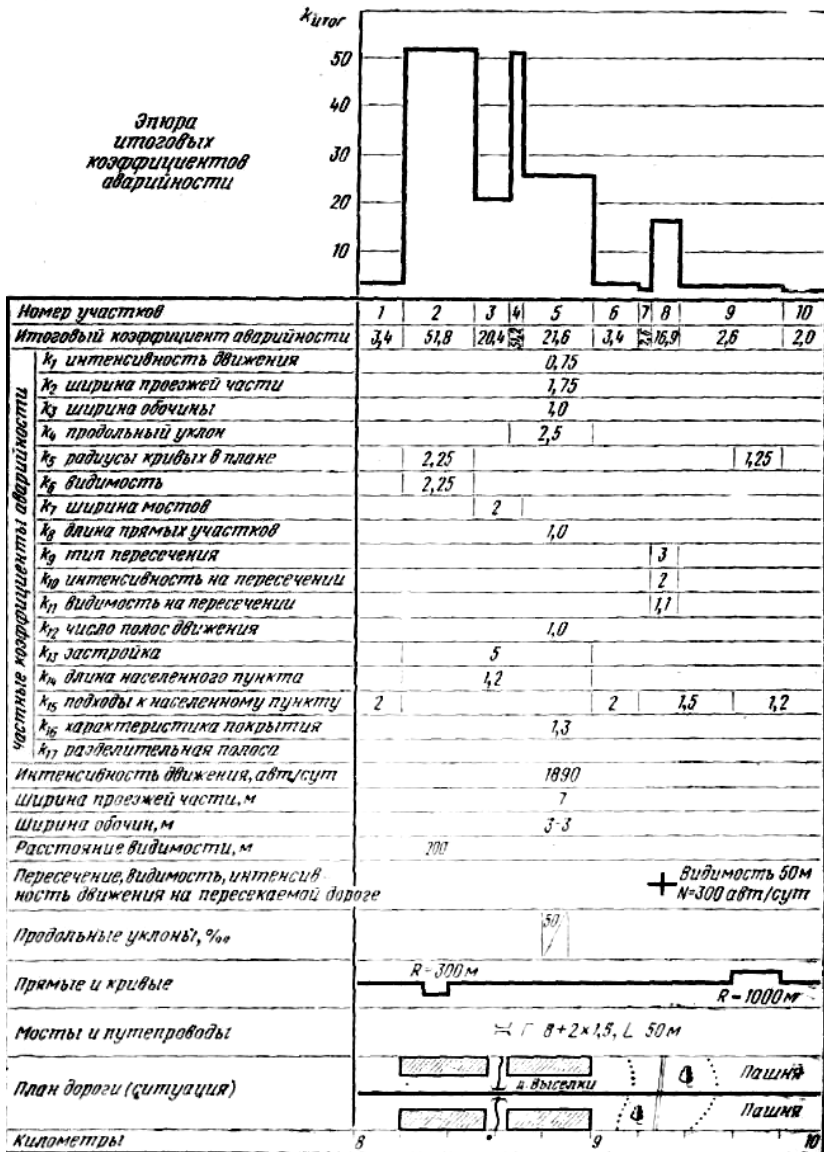 kитог
50
40
30
20
10
Эпюра
итоговых
коэффициентов
аварийности
Номер участков 1 2 3 4 5 6 7 8 9 10
Итоговый коэффициент аварийности 3,4 51,8 20,4 21,6 3,4 2,0 16,9 2,6 2,0
частные коэффициенты аварийности
k1 интенсивность движения 0,75
k2 ширина проезжей части 1,75
k3 ширина обочины 1,0
k4 продольный уклон 2,5
k5 радиусы кривых в плане 2,25 1,25
k6 видимость 2,25
k7 ширина мостов 2
k8 длина прямых участков 1,0
k9 тип пересечения 3
k10 интенсивность на пересечении 2
k11 видимость на пересечении 1,1
k12 число полос движения 1,0
k13 застройка 5
k14 длина населенного пункта 1,2
k15 подходы к населенному пункту 2 2 1,5 1,2
k16 характеристика покрытия 1,3
k17 разделительная полоса
Интенсивность движения, авт/сут 1890
Ширина проезжей части, м 7
Ширина обочин, м 3-3
Расстояние видимости, м 200
Пересечение, видимость, интенсив
ность движения на пересекаемой дороге
Видимость 50м
N=300 авт/сут
Продольные уклоны, ‰ 50
Прямые и кривые R-300 м R-1000 м
Мосты и путепроводы Г 8+2×1,5, L 50м
План дороги (ситуация) д. Выселки Пашня
Пашня
Километры 8 9 10